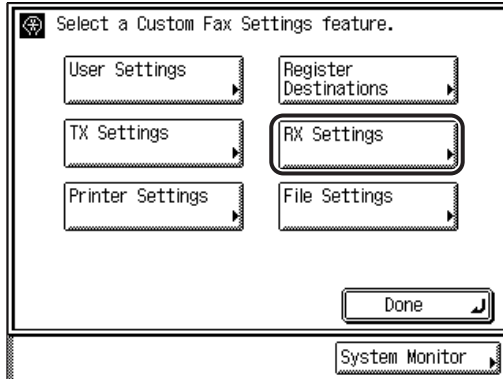 Select a Custom Fax Settings feature.
User Settings
Register
Destinations
TX Settings
RX Settings
Printer Settings
File Settings
Done
System Monitor